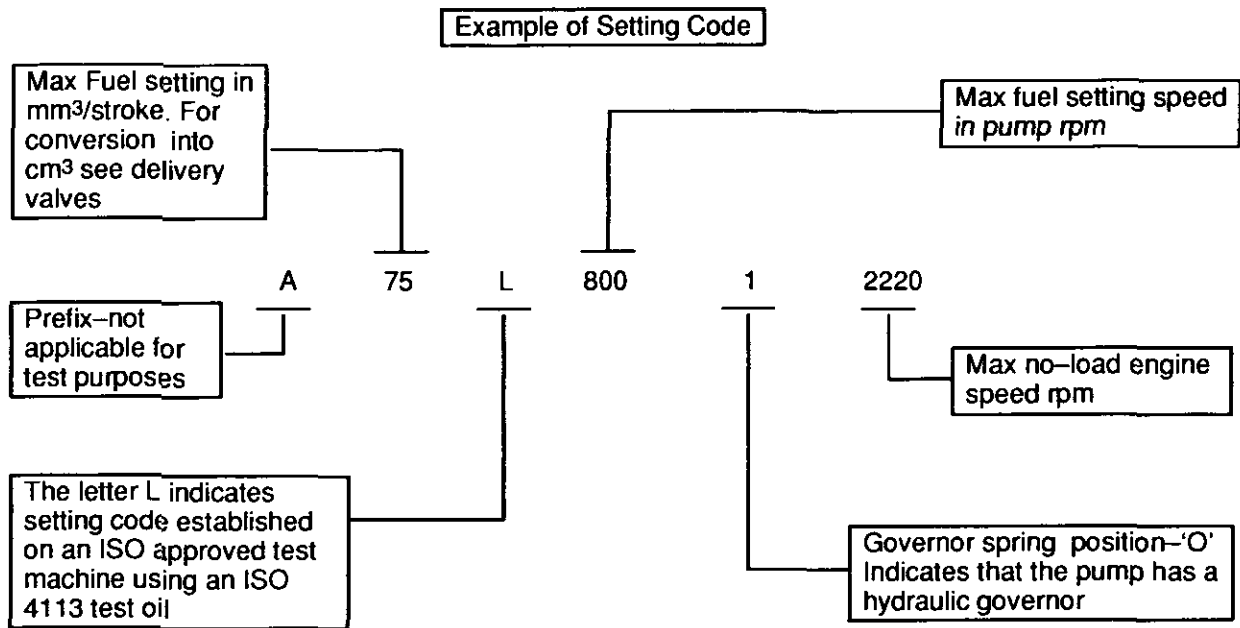 Example of Setting Code
Max Fuel setting in
mm³/stroke. For
conversion into
cm³ see delivery
valves
Max fuel setting speed
in pump rpm
A 75 L 800 1 2220
Prefix–not
applicable for
test purposes
Max no–load engine
speed rpm
The letter L indicates
setting code established
on an ISO approved test
machine using an ISO
4113 test oil
Governor spring position–'O'
Indicates that the pump has a
hydraulic governor